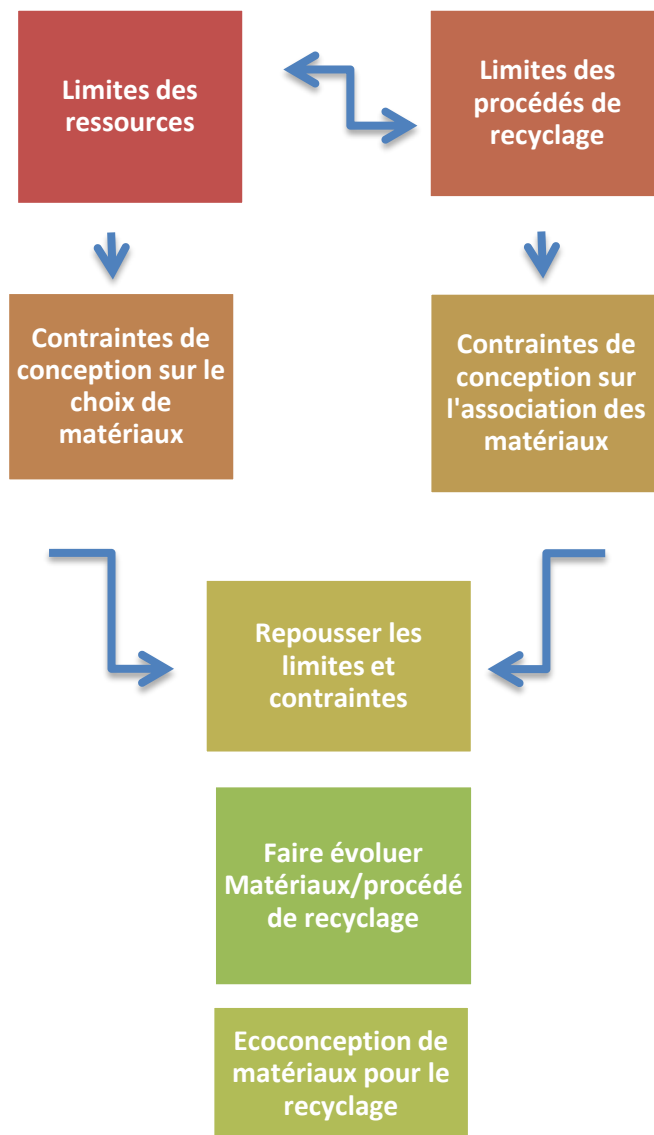 Limites des
ressources
Limites des
procédés de
recyclage
Contraintes de
conception sur le
choix de
matériaux
Contraintes de
conception sur
l'association des
matériaux
Repousser les
limites et
contraintes
Faire évoluer
Matériaux/procédé
de recyclage
Ecoconception de
matériaux pour le
recyclage